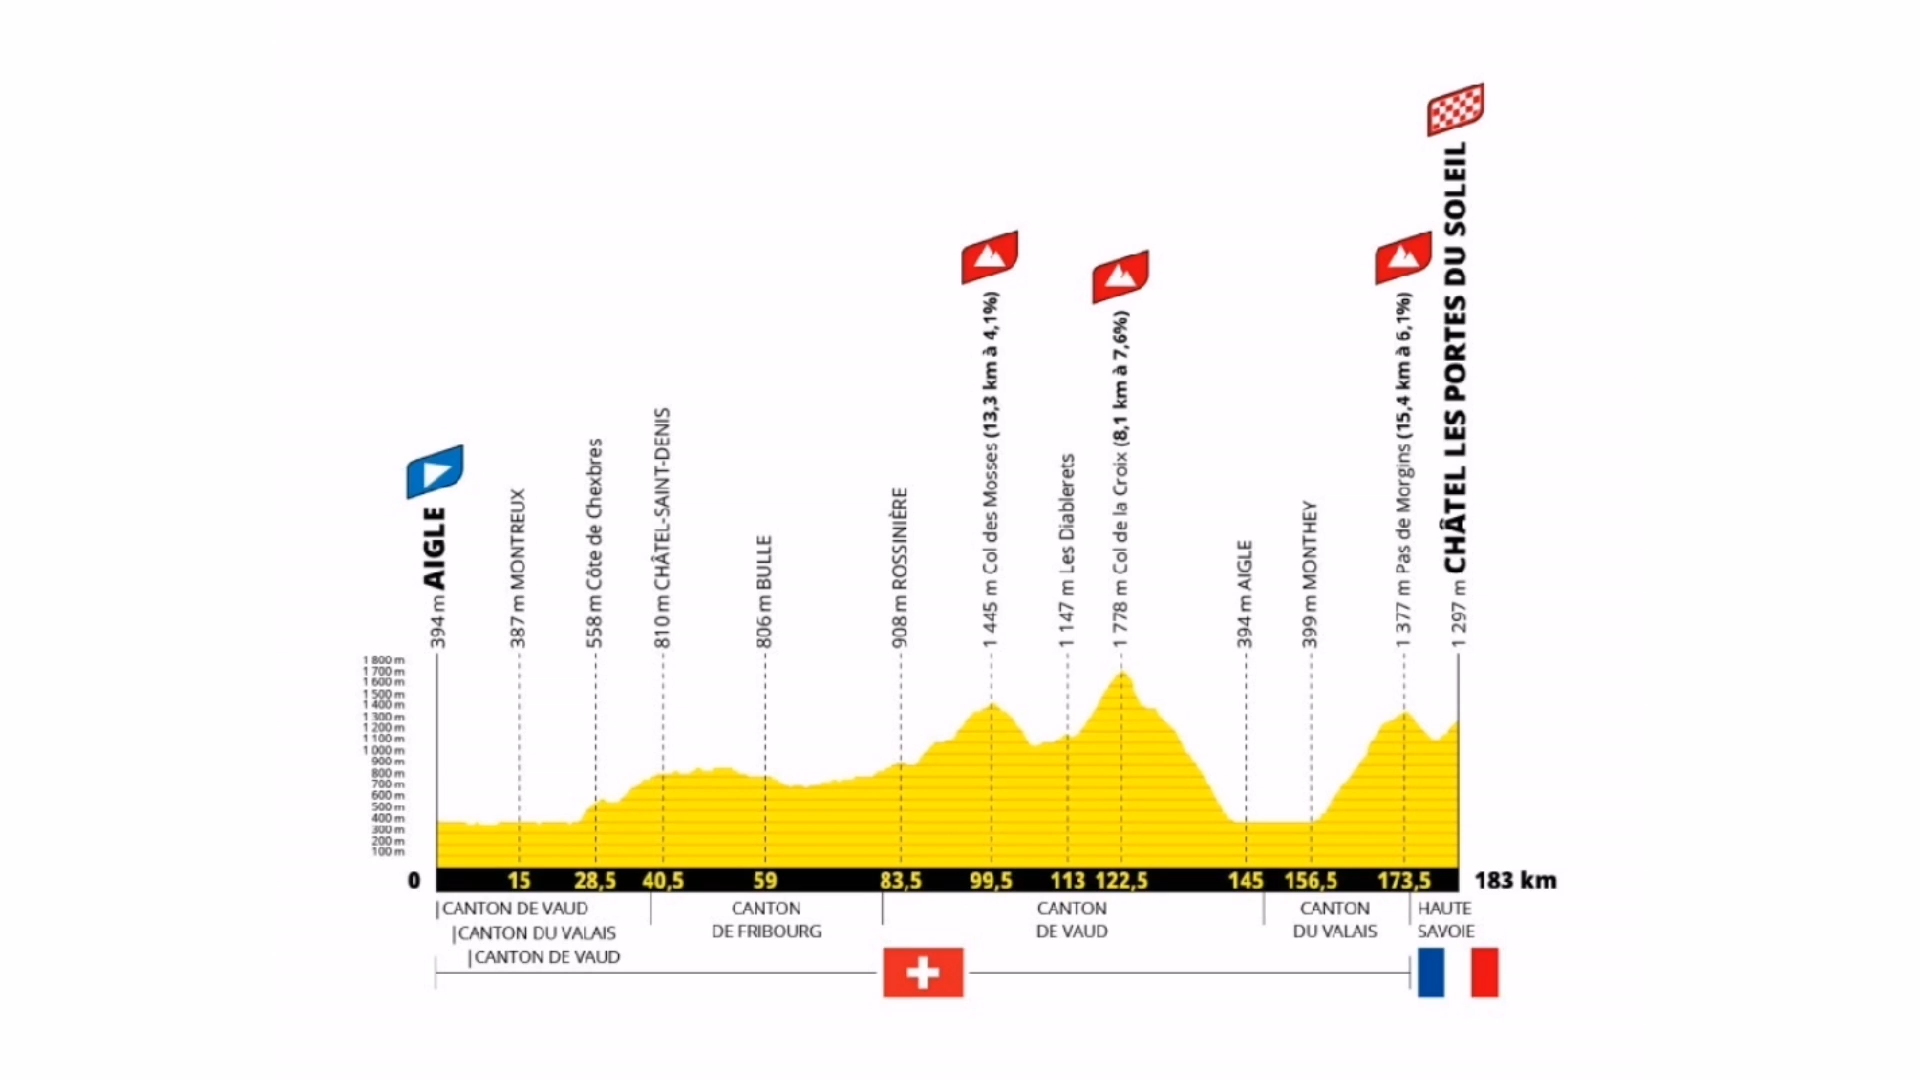 394 m AIGLE
387 m MONTREUX
558 m Côte de Chexbres
810 m CHÂTEL-SAINT-DENIS
806 m BULLE
908 m ROSSINIÈRE
1 445 m Col des Mosses (13,3 km à 4,1%)
1 147 m Les Diablerets
1 778 m Col de la Croix (8,1 km à 7,6%)
394 m AIGLE
399 m MONTHEY
1 377 m Pas de Morgins (15,4 km à 6,1%)
1 297 m CHÂTEL LES PORTES DU SOLEIL
1 800 m
1 700 m
1 600 m
1 500 m
1 400 m
1 300 m
1 200 m
1 100 m
1 000 m
900 m
800 m
700 m
600 m
500 m
400 m
300 m
200 m
100 m
0 15 28,5 40,5 59 83,5 99,5 113 122,5 145 156,5 173,5 183 km
CANTON DE VAUD
CANTON DU VALAIS
CANTON DE VAUD
CANTON
DE FRIBOURG
CANTON
DE VAUD
CANTON
DU VALAIS
HAUTE
SAVOIE